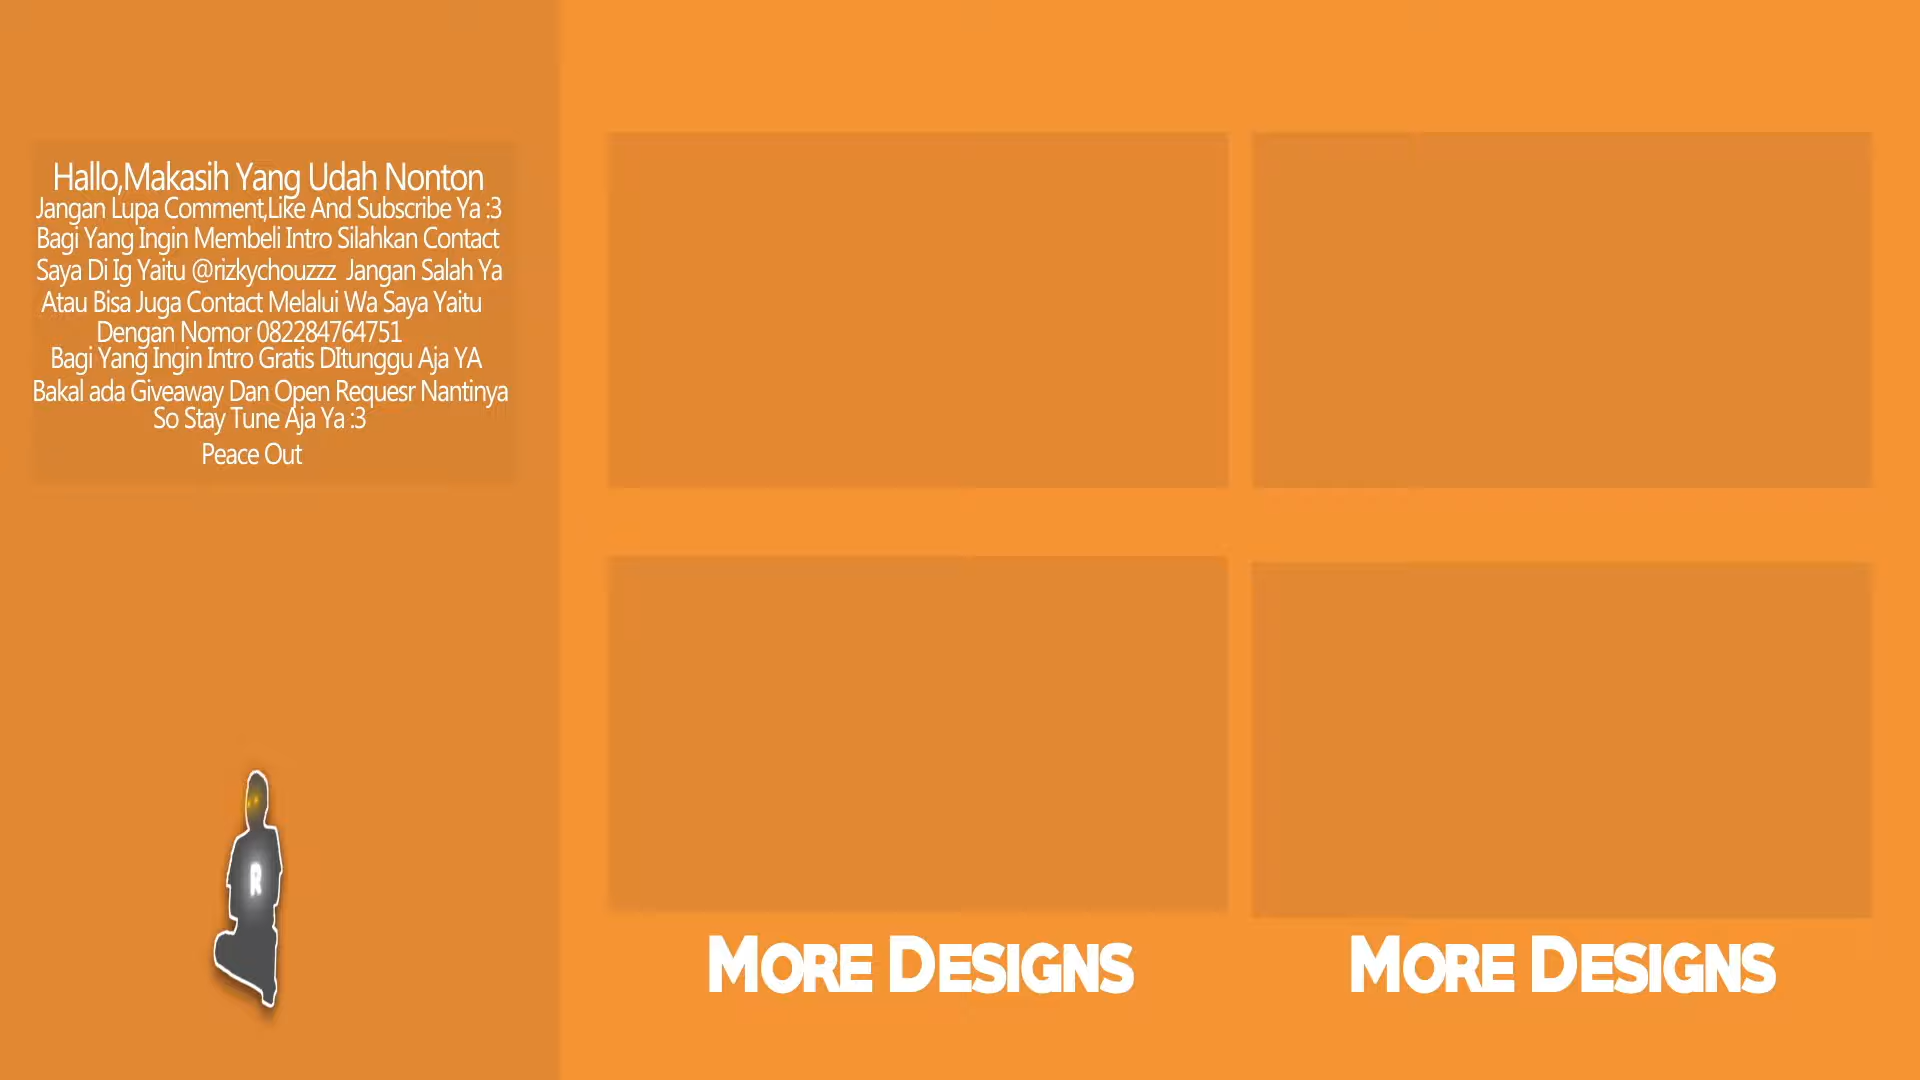 Hallo,Makasih Yang Udah Nonton
Jangan Lupa Comment,Like And Subscribe Ya :3
Bagi Yang Ingin Membeli Intro Silahkan Contact
Saya Di Ig Yaitu @rizkychouzzz  Jangan Salah Ya
Atau Bisa Juga Contact Melalui Wa Saya Yaitu
Dengan Nomor 082284764751
Bagi Yang Ingin Intro Gratis DItunggu Aja YA
Bakal ada Giveaway Dan Open Requesr Nantinya
So Stay Tune Aja Ya :3
Peace Out
R
More Designs
More Designs